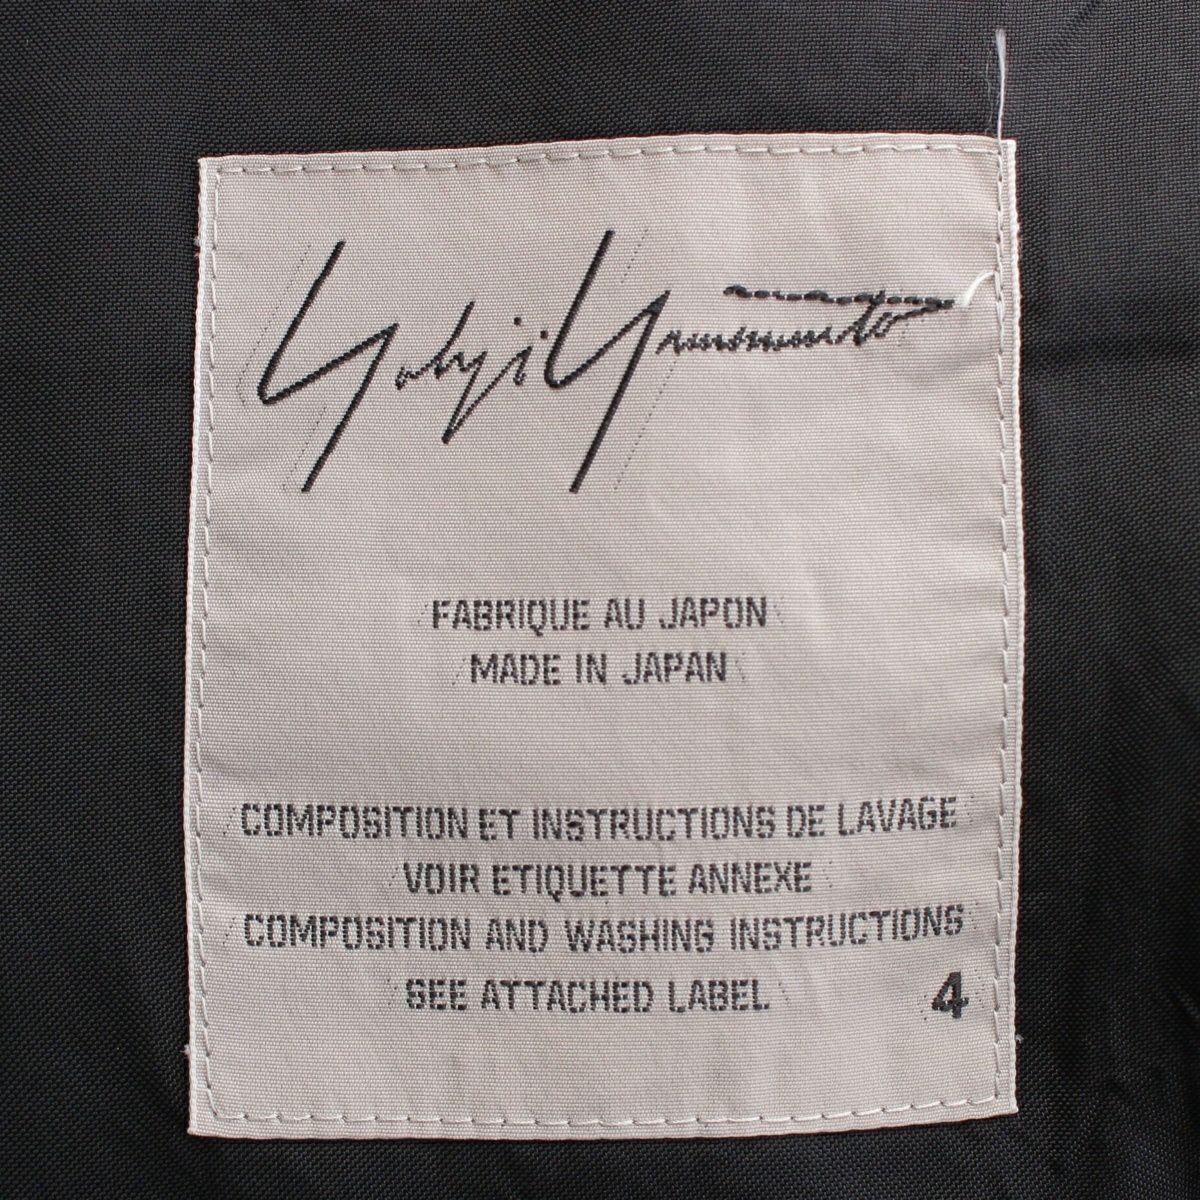 Yohji Yamamoto
FABRIQUE AU JAPON
MADE IN JAPAN
COMPOSITION ET INSTRUCTIONS DE LAVAGE
VOIR ETIQUETTE ANNEXE
COMPOSITION AND WASHING INSTRUCTIONS
SEE ATTACHED LABEL 4